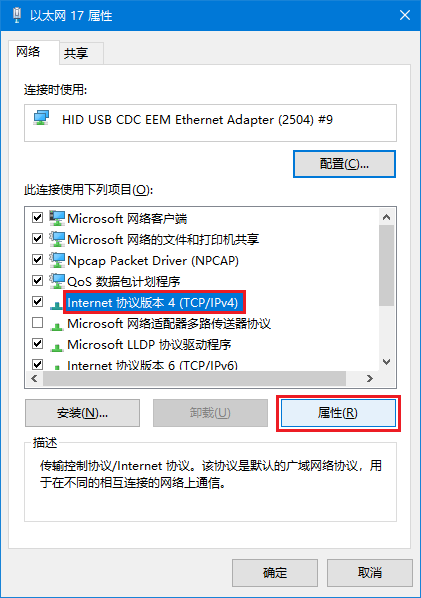 以太网 17 属性
网络
共享
连接时使用:
HID USB CDC EEM Ethernet Adapter (2504) #9
配置(C)...
此连接使用下列项目(O):
Microsoft 网络客户端
Microsoft 网络的文件和打印机共享
Npcap Packet Driver (NPCAP)
QoS 数据包计划程序
Internet 协议版本 4 (TCP/IPv4)
Microsoft 网络适配器多路传送器协议
Microsoft LLDP 协议驱动程序
Internet 协议版本 6 (TCP/IPv6)
安装(N)...
卸载(U)
属性(R)
描述
传输控制协议/Internet 协议。该协议是默认的广域网络协议，用
于在不同的相互连接的网络上通信。
确定
取消